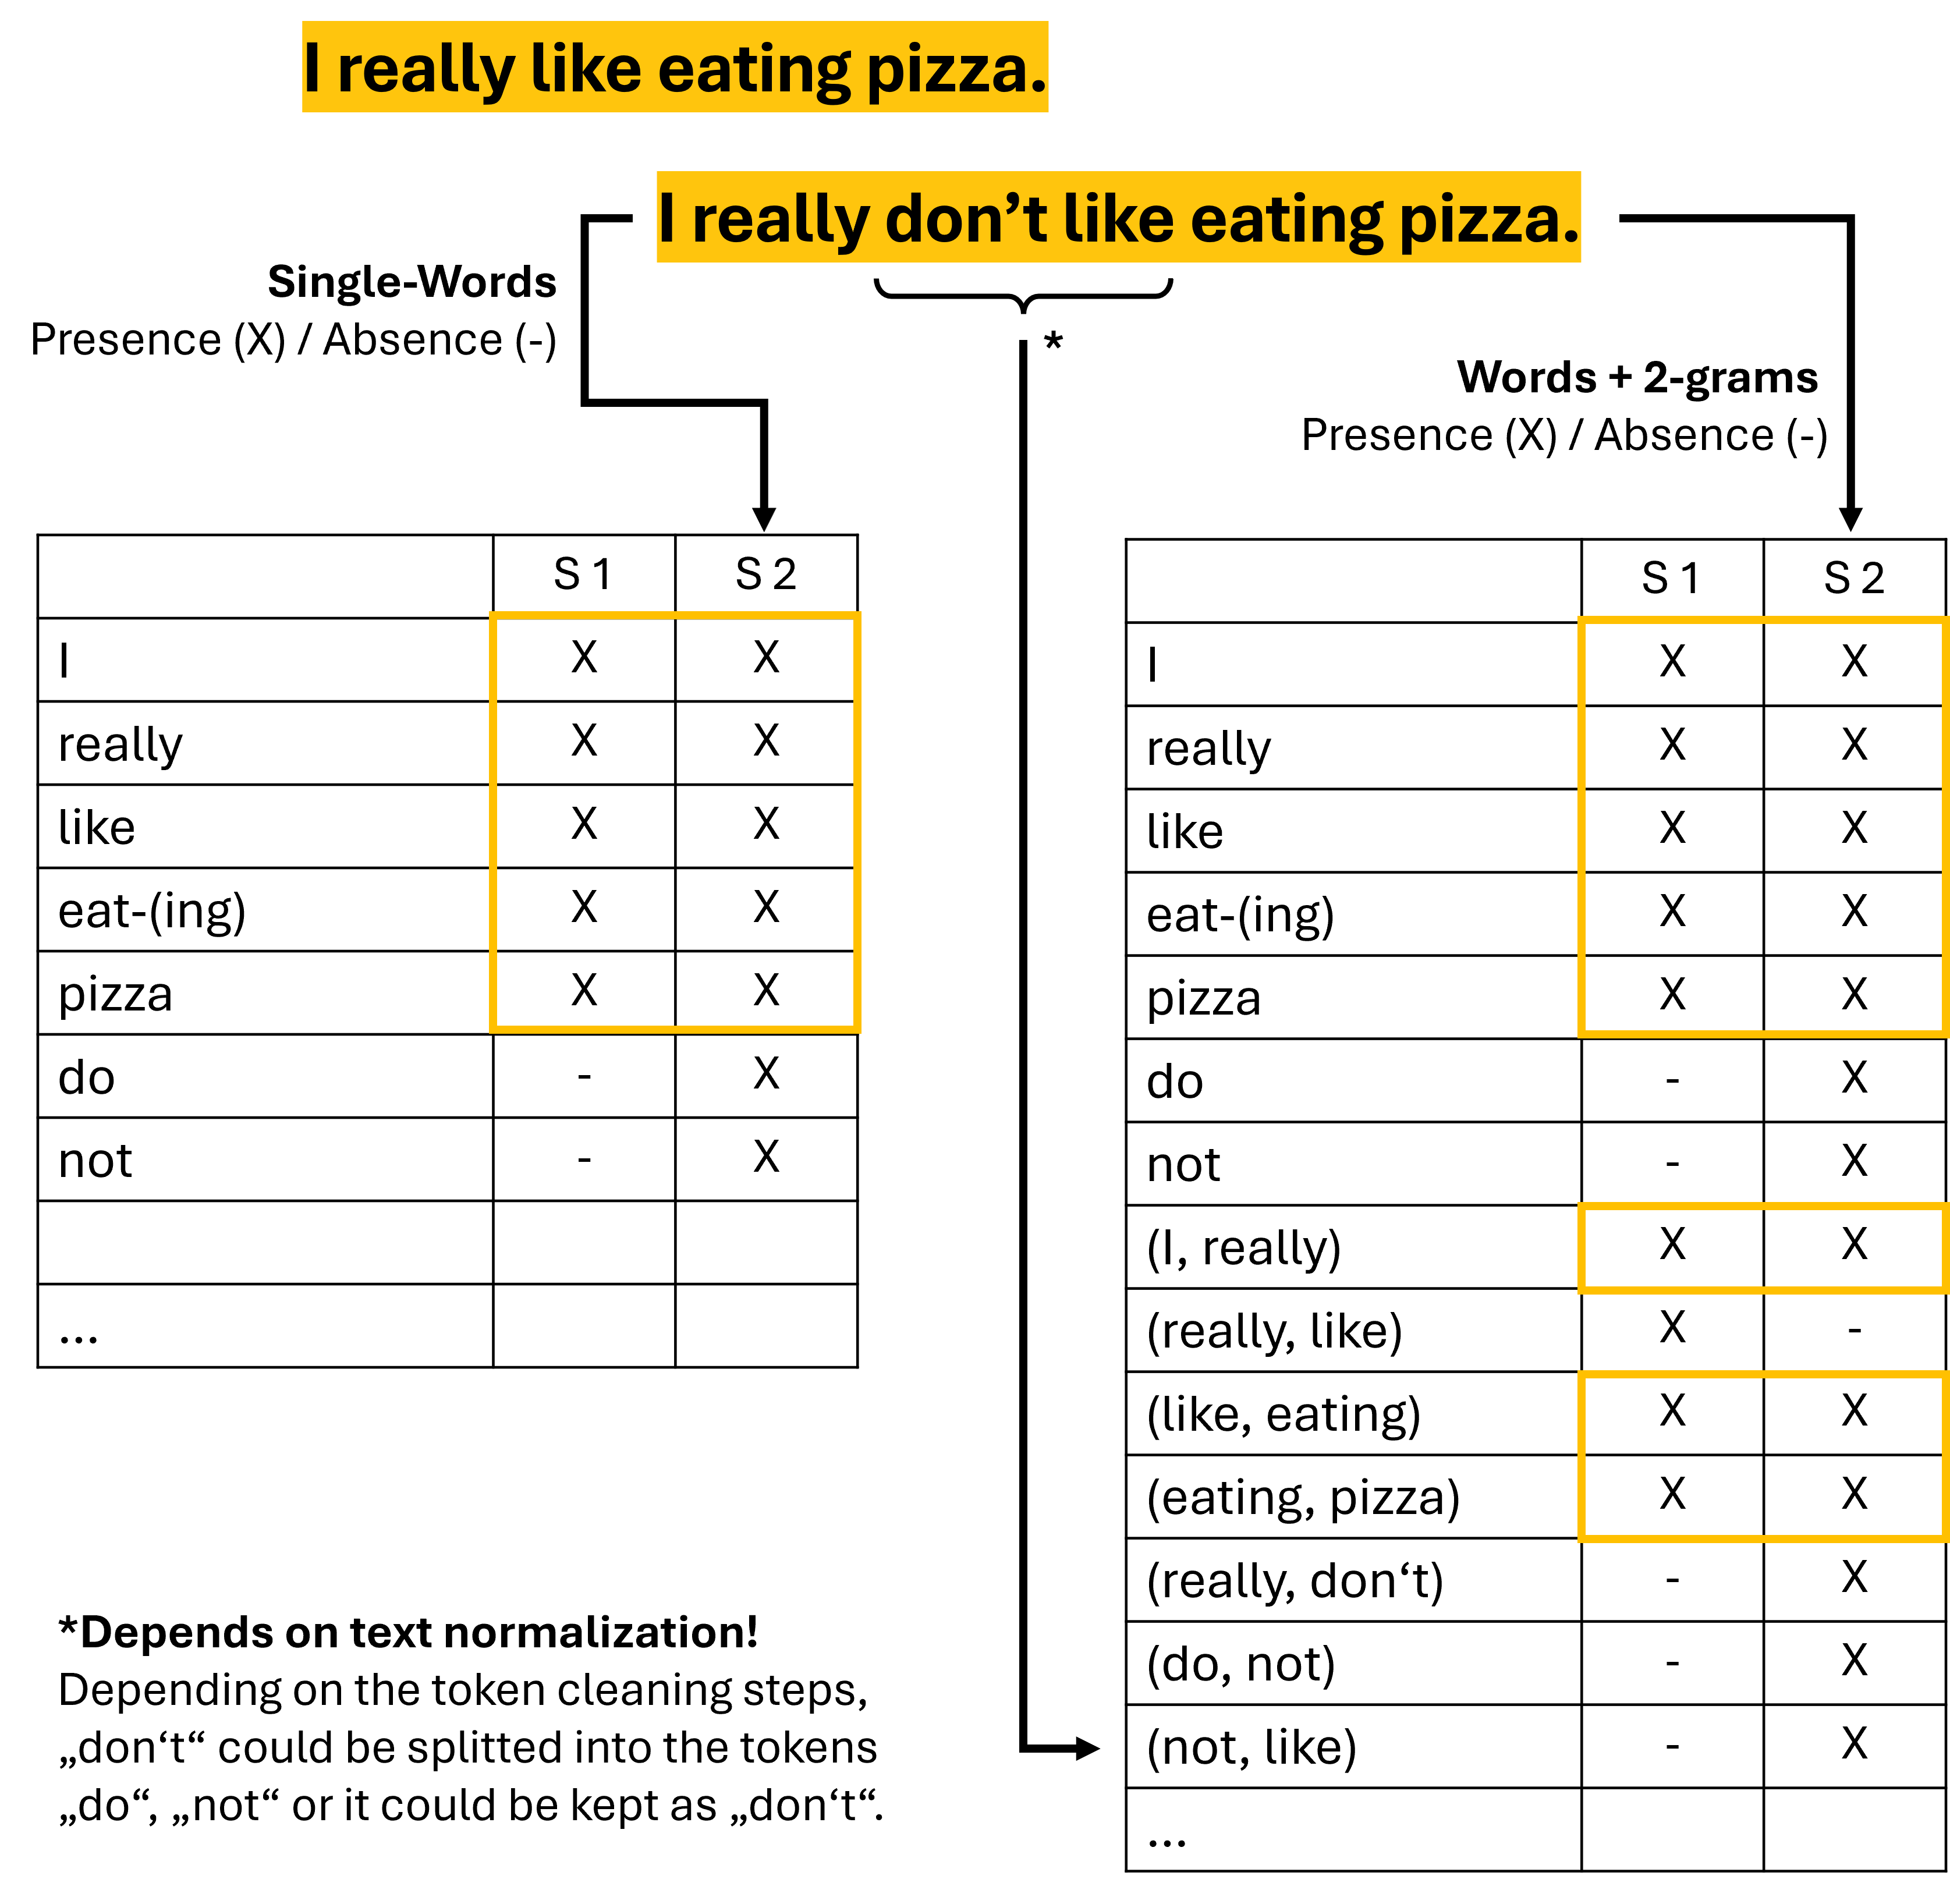 I really like eating pizza.
I really don’t like eating pizza.
Single-Words
Presence (X) / Absence (-)
*
Words + 2-grams
Presence (X) / Absence (-)
S 1 S 2
I X X
really X X
like X X
eat-(ing) X X
pizza X X
do - X
not - X
...
S 1 S 2
I X X
really X X
like X X
eat-(ing) X X
pizza X X
do - X
not - X
(I, really) X X
(really, like) X -
(like, eating) X X
(eating, pizza) X X
(really, don‘t) - X
(do, not) - X
(not, like) - X
...
*Depends on text normalization!
Depending on the token cleaning steps,
„don‘t“ could be splitted into the tokens
„do“, „not“ or it could be kept as „don‘t“.